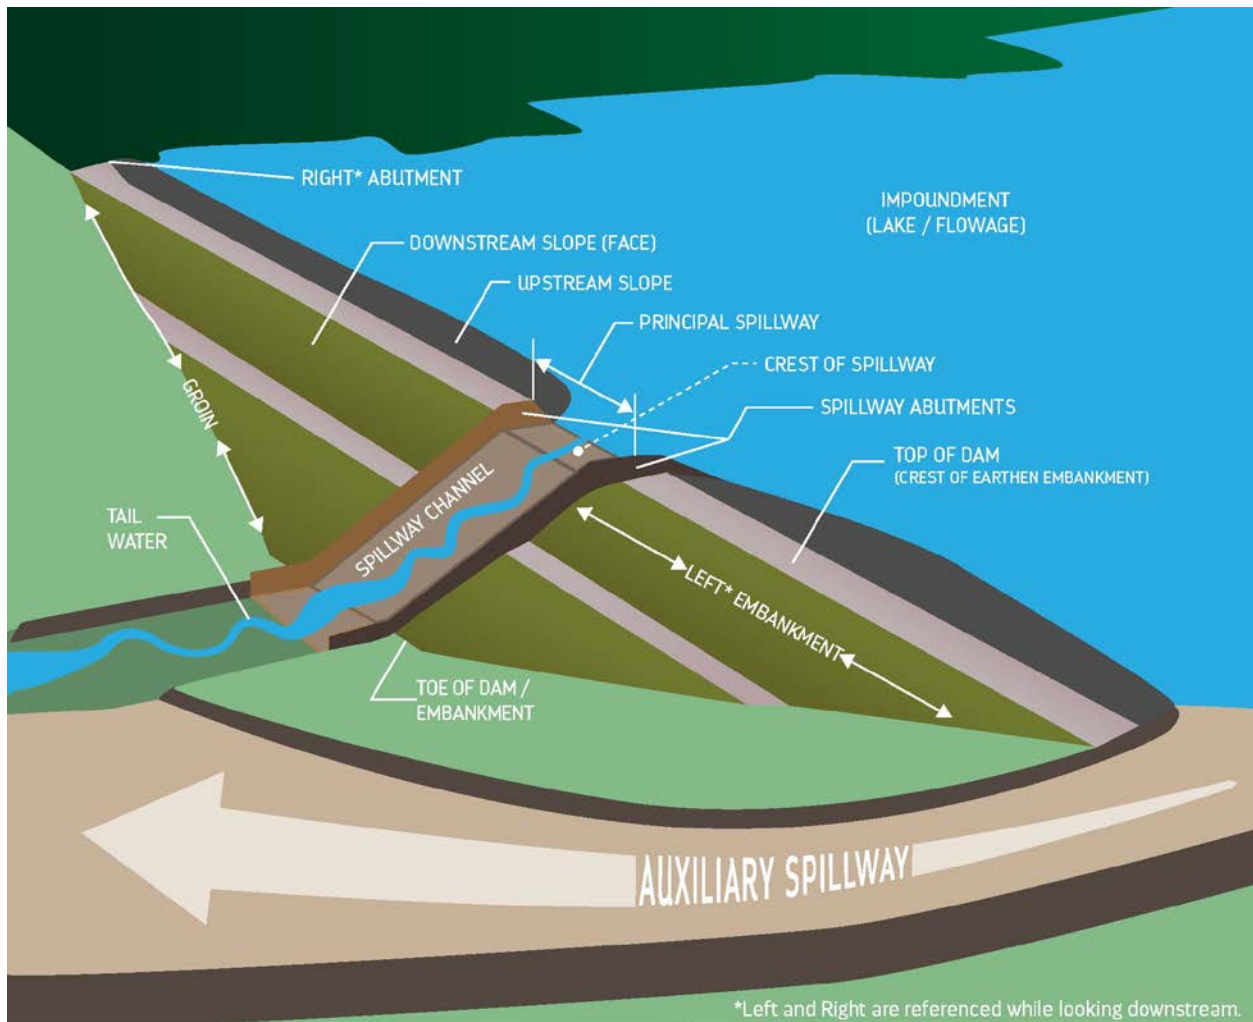 RIGHT* ABUTMENT
IMPOUNDMENT
(LAKE / FLOWAGE)
DOWNSTREAM SLOPE (FACE)
UPSTREAM SLOPE
PRINCIPAL SPILLWAY
CREST OF SPILLWAY
SPILLWAY ABUTMENTS
GROIN
TOP OF DAM
(CREST OF EARTHEN EMBANKMENT)
SPILLWAY CHANNEL
TAIL
WATER
LEFT* EMBANKMENT
TOE OF DAM /
EMBANKMENT
AUXILIARY SPILLWAY
*Left and Right are referenced while looking downstream.